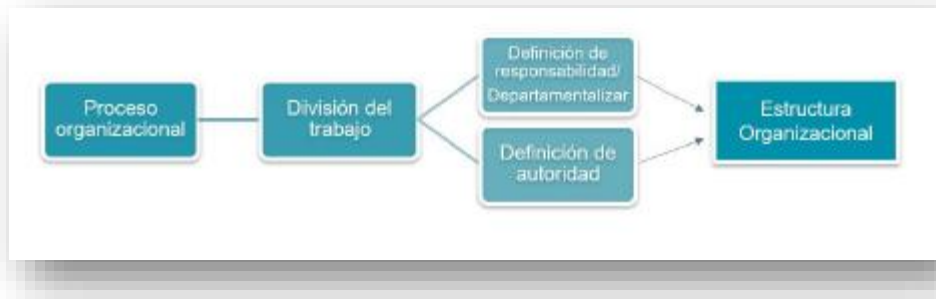 Proceso
organizacional
División del
trabajo
Definición de
responsabilidad/
Departamentalizar
Definición de
autoridad
Estructura
Organizacional